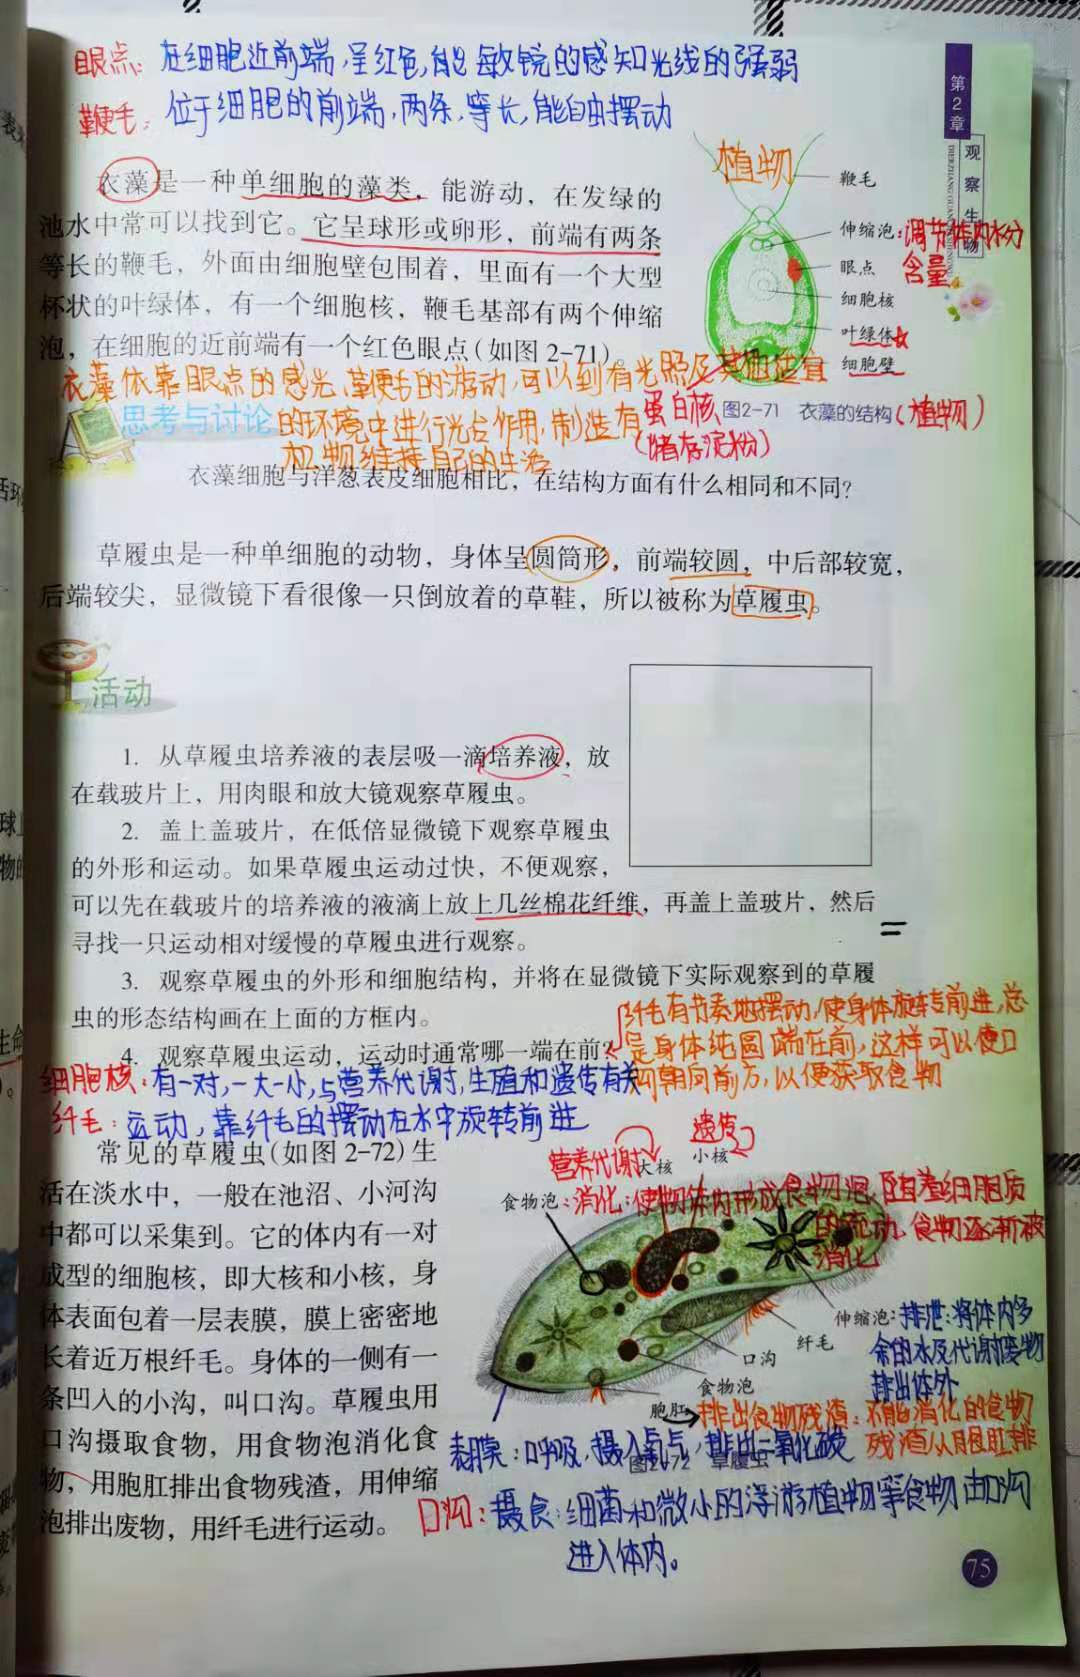 眼点：在细胞近前端，呈红色，能敏锐的感知光线的强弱
鞭毛：位于细胞的前端，两条，等长，能自由摆动
第2章
观察生物
衣藻是一种单细胞的藻类，能游动，在发绿的
池水中常可以找到它。它呈球形或卵形，前端有两条
等长的鞭毛，外面由细胞壁包围着，里面有一个大型
杯状的叶绿体，有一个细胞核，鞭毛基部有两个伸缩
泡，在细胞的近前端有一个红色眼点（如图2-71）。
植物
鞭毛
伸缩泡：调节体内水分
含量
眼点
细胞核
叶绿体
细胞壁
衣藻依靠眼点的感光、鞭毛的游动，可以到有光照及其他适宜
思考与讨论
的环境中进行光合作用，制造有
机物维持自己的生活
蛋白核
（储存淀粉）
图2-71 衣藻的结构（植物）
衣藻细胞与洋葱表皮细胞相比，在结构方面有什么相同和不同？
草履虫是一种单细胞的动物，身体呈圆筒形，前端较圆，中后部较宽，
后端较尖，显微镜下看很像一只倒放着的草鞋，所以被称为草履虫。
活动
1. 从草履虫培养液的表层吸一滴培养液，放
在载玻片上，用肉眼和放大镜观察草履虫。
2. 盖上盖玻片，在低倍显微镜下观察草履虫
的外形和运动。如果草履虫运动过快，不便观察，
可以先在载玻片的培养液的液滴上放上几丝棉花纤维，再盖上盖玻片，然后
寻找一只运动相对缓慢的草履虫进行观察。
3. 观察草履虫的外形和细胞结构，并将在显微镜下实际观察到的草履
虫的形态结构画在上面的方框内。
4. 观察草履虫运动，运动时通常哪一端在前？
纤毛有节奏地摆动，使身体旋转前进，总
是身体纯圆端在前，这样可以使口
沟朝向前方，以便获取食物
细胞核：有一对，一大一小，与营养代谢，生殖和遗传有关
纤毛：运动，靠纤毛的摆动在水中旋转前进
常见的草履虫（如图2-72）生
活在淡水中，一般在池沼、小河沟
中都可以采集到。它的体内有一对
成型的细胞核，即大核和小核，身
体表面包着一层表膜，膜上密密地
长着近万根纤毛。身体的一侧有一
条凹入的小沟，叫口沟。草履虫用
口沟摄取食物，用食物泡消化食
物，用胞肛排出食物残渣，用伸缩
泡排出废物，用纤毛进行运动。
遗传
营养代谢
大核
小核
食物泡：消化：使物体内形成食物泡，随着细胞质
的流动，食物逐渐被
消化
伸缩泡：排泄：将体内多
余的水及代谢废物
排出体外
纤毛
口沟
食物泡
胞肛
排出食物残渣：不能消化的食物
残渣从胞肛排
表膜：呼吸，摄入氧气，排出二氧化碳
图2-72 草履虫
口沟：摄食：细菌和微小的浮游植物等食物由口沟
进入体内。
75